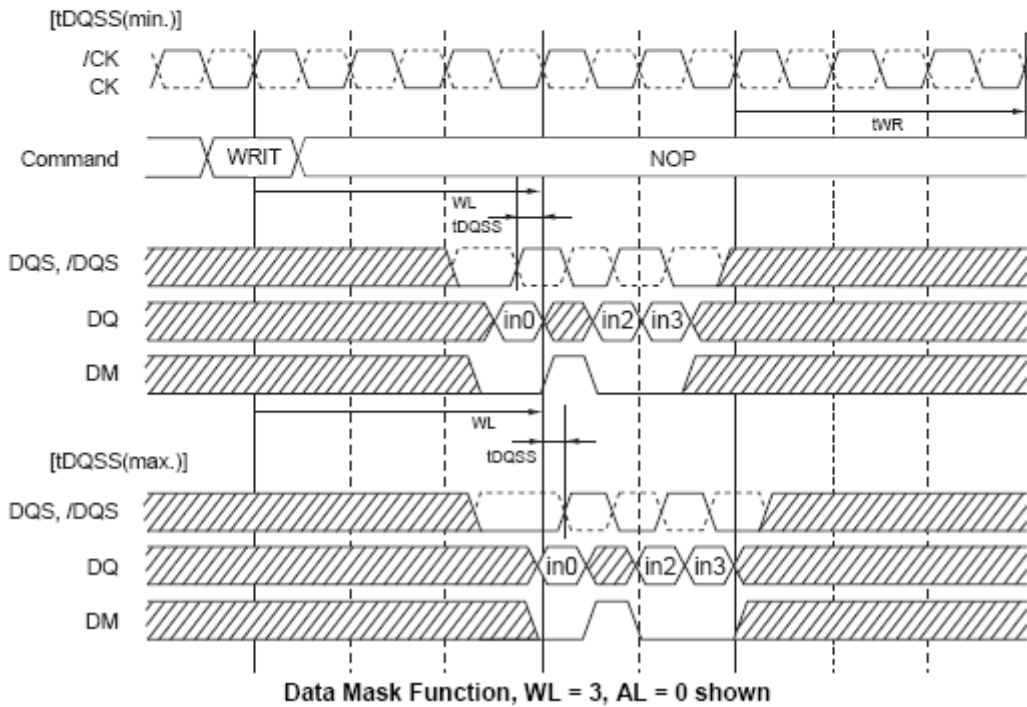 [tDQSS(min.)]
/CK
CK
tWR
Command WRIT NOP
WL
tDQSS
DQS, /DQS
DQ in0 in2 in3
DM
WL
tDQSS
[tDQSS(max.)]
DQS, /DQS
DQ in0 in2 in3
DM
Data Mask Function, WL = 3, AL = 0 shown